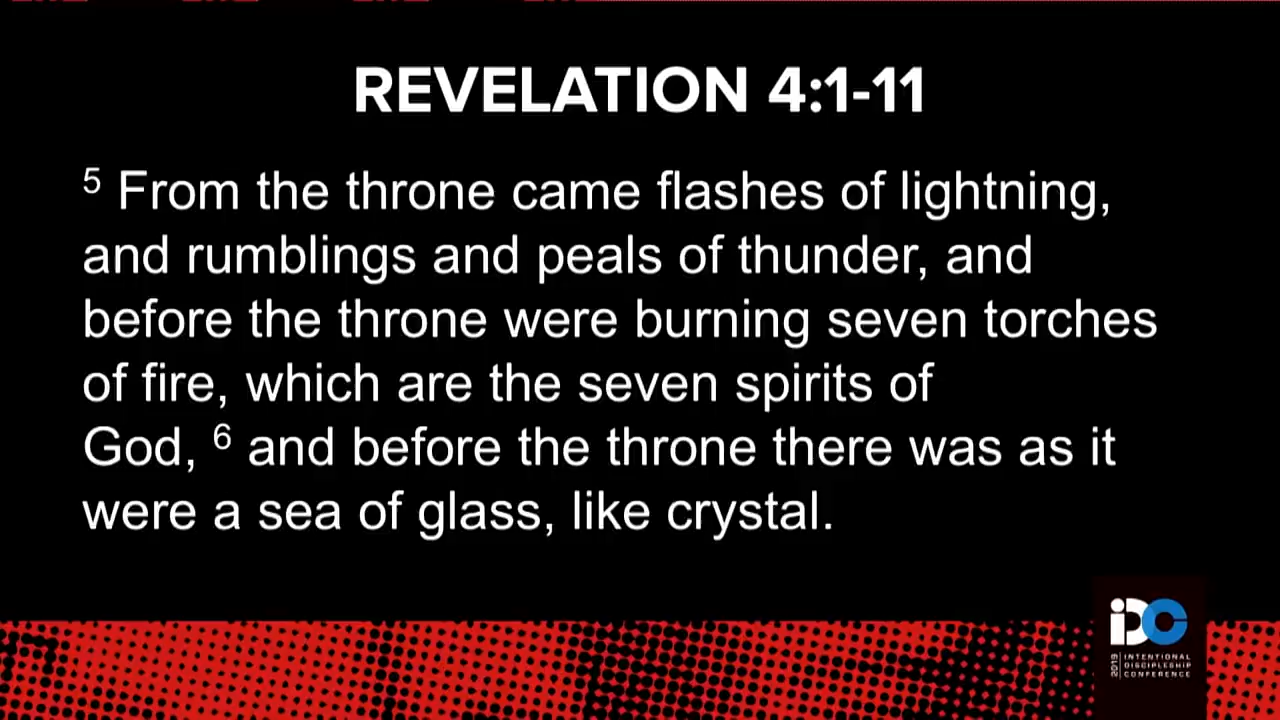 REVELATION 4:1-11
5 From the throne came flashes of lightning,
and rumblings and peals of thunder, and
before the throne were burning seven torches
of fire, which are the seven spirits of
God, 6 and before the throne there was as it
were a sea of glass, like crystal.
iDC
2019
INTENTIONAL
DISCIPLESHIP
CONFERENCE